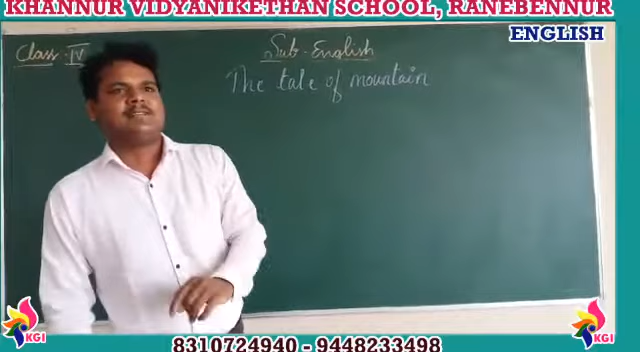 KHANNUR VIDYANIKETHAN SCHOOL, RANEBENNUR
ENGLISH
Class :- IV
Sub - English
The tale of mountain
KGI
KGI
8310724940 - 9448233498